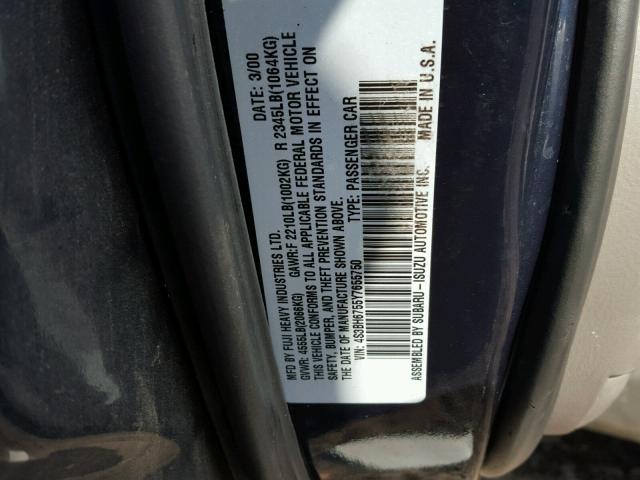 MFD BY FUJI HEAVY INDUSTRIES LTD. DATE: 3/00
GVWR: 4555LB(2066KG) GAWR:F 2210LB(1002KG) R 2345LB(1064KG)
THIS VEHICLE CONFORMS TO ALL APPLICABLE FEDERAL MOTOR VEHICLE
SAFETY, BUMPER, AND THEFT PREVENTION STANDARDS IN EFFECT ON
THE DATE OF MANUFACTURE SHOWN ABOVE.
VIN: 4S3BH6755Y7655750 TYPE: PASSENGER CAR
ASSEMBLED BY SUBARU-ISUZU AUTOMOTIVE INC. MADE IN U.S.A.